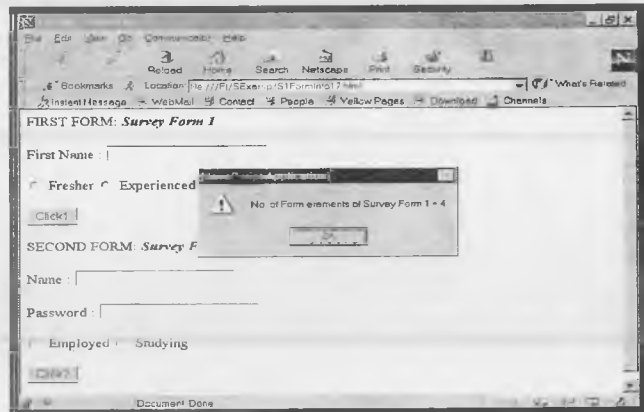 Edit View Go Communicator Help
Reload Home Search Netscape Print Security
Bookmarks Location: What's Related
Instant Message WebMail Contact People Yellow Pages Download Channels
FIRST FORM: Survey Form 1
First Name :
Fresher Experienced
Click1
No. of Form elements of Survey Form 1 = 4
SECOND FORM: Survey F
Name :
Password :
Employed Studying
Document Done